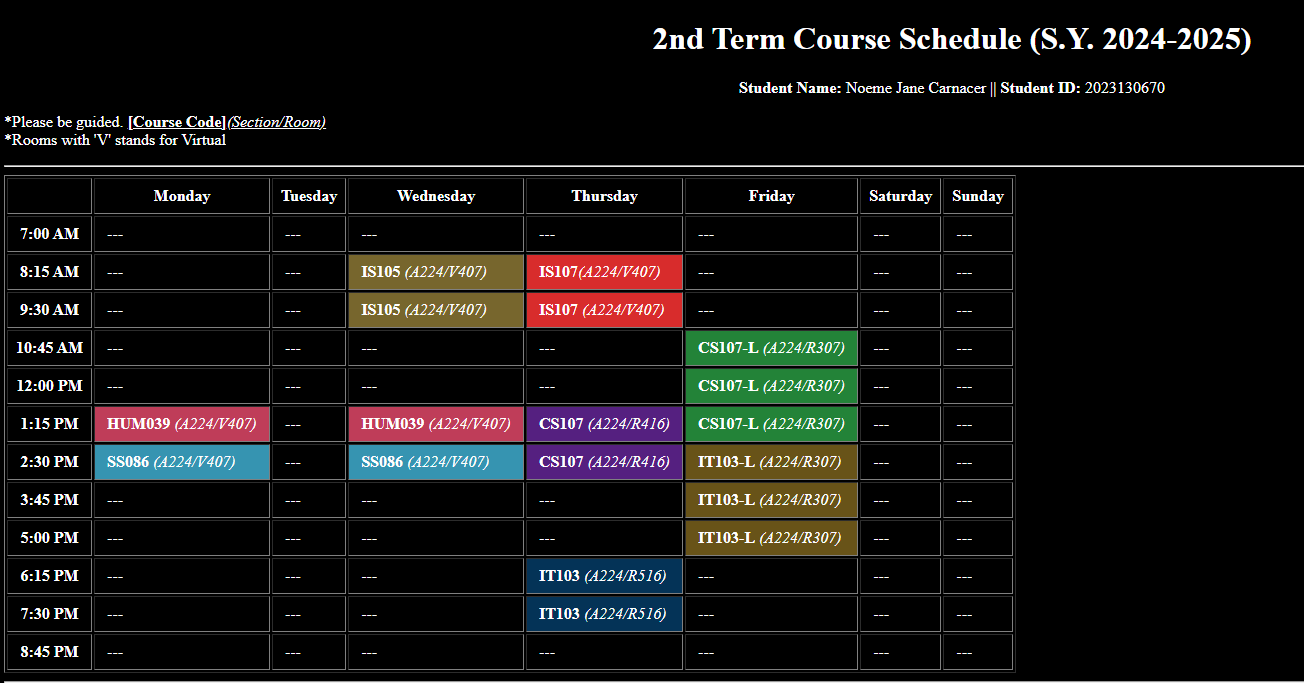 2nd Term Course Schedule (S.Y. 2024-2025)
Student Name: Noeme Jane Carnacer || Student ID: 2023130670
*Please be guided. [Course Code](Section/Room)
*Rooms with 'V' stands for Virtual
Monday Tuesday Wednesday Thursday Friday Saturday Sunday
7:00 AM --- --- --- --- --- --- ---
8:15 AM --- --- IS105 (A224/V407) IS107(A224/V407) --- --- ---
9:30 AM --- --- IS105 (A224/V407) IS107 (A224/V407) --- --- ---
10:45 AM --- --- --- --- CS107-L (A224/R307) --- ---
12:00 PM --- --- --- --- CS107-L (A224/R307) --- ---
1:15 PM HUM039 (A224/V407) --- HUM039 (A224/V407) CS107 (A224/R416) CS107-L (A224/R307) --- ---
2:30 PM SS086 (A224/V407) --- SS086 (A224/V407) CS107 (A224/R416) IT103-L (A224/R307) --- ---
3:45 PM --- --- --- --- IT103-L (A224/R307) --- ---
5:00 PM --- --- --- --- IT103-L (A224/R307) --- ---
6:15 PM --- --- --- IT103 (A224/R516) --- --- ---
7:30 PM --- --- --- IT103 (A224/R516) --- --- ---
8:45 PM --- --- --- --- --- --- ---